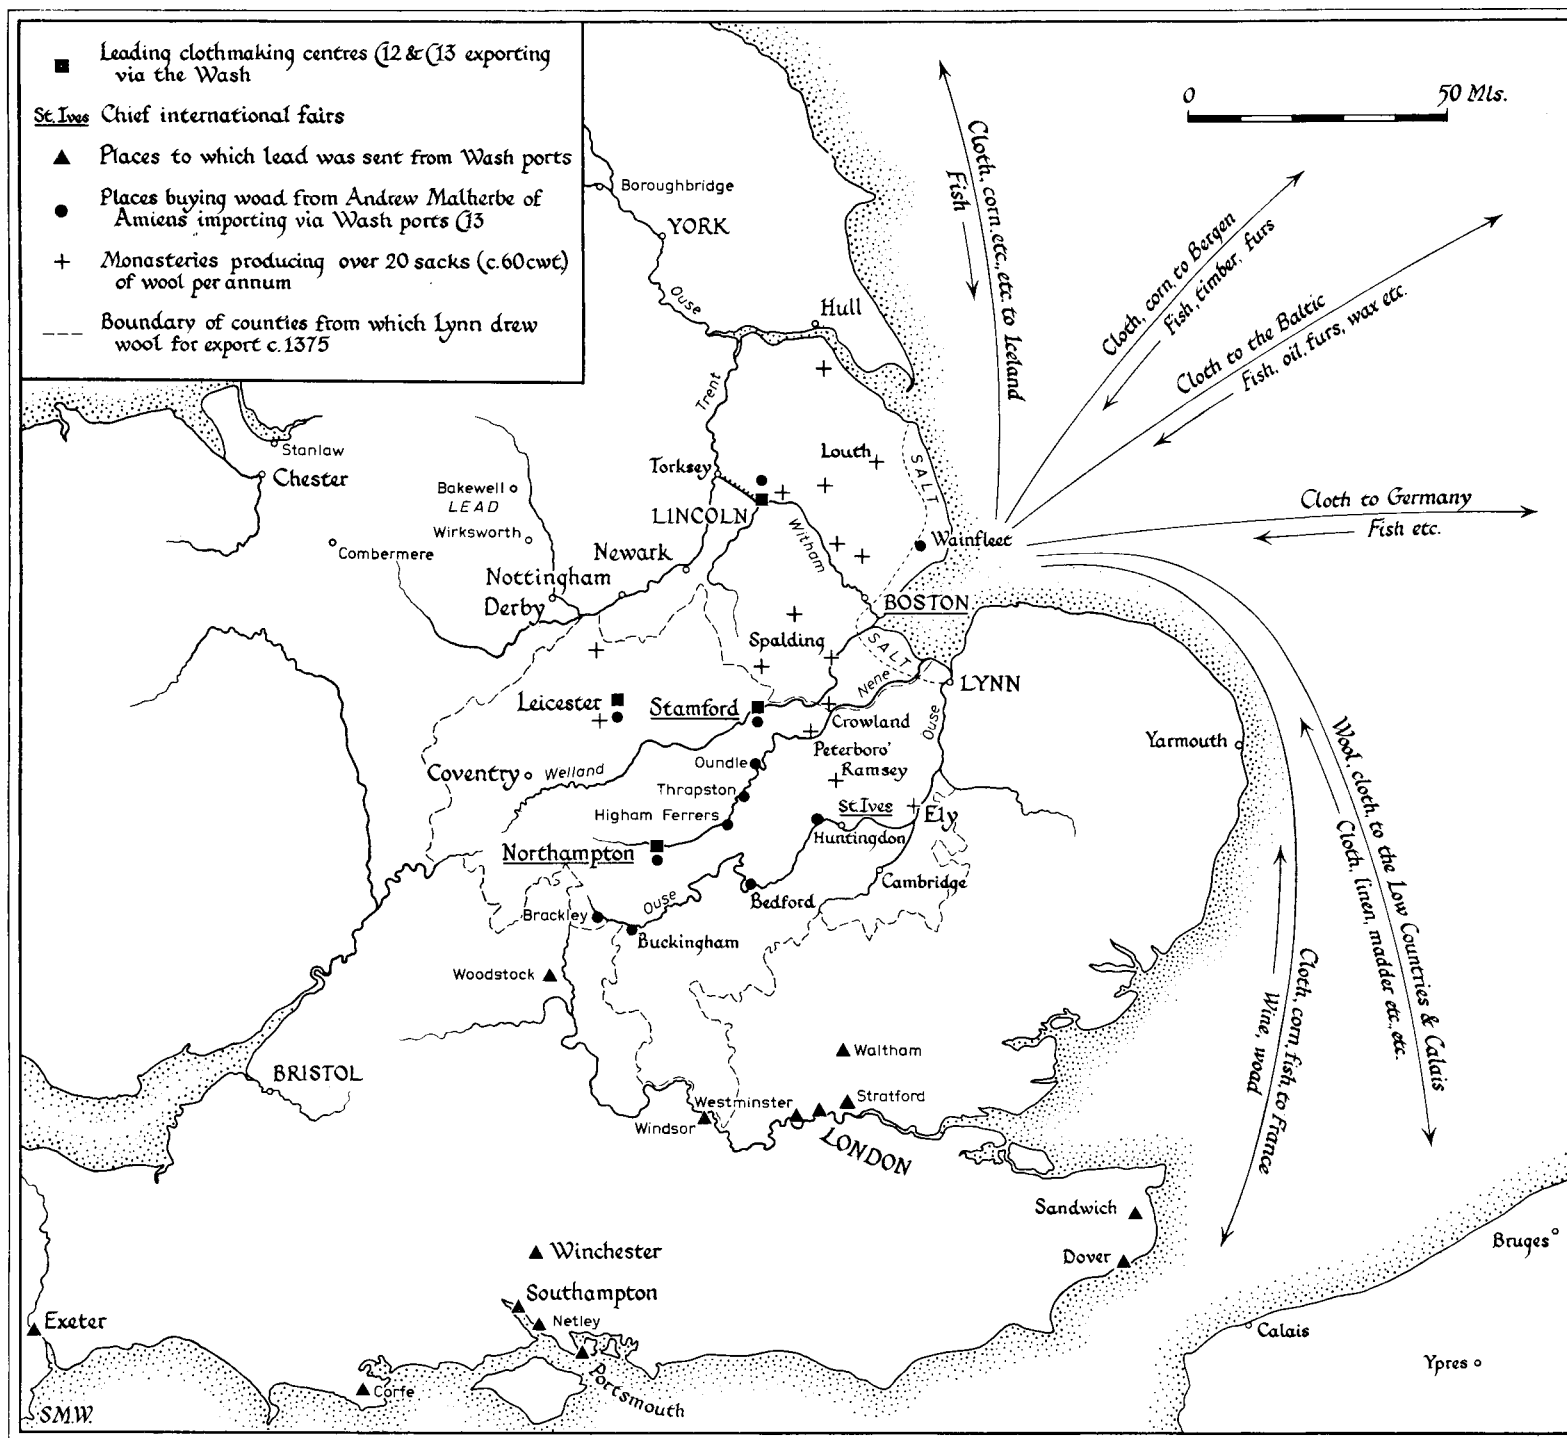 Leading clothmaking centres C12 & C13 exporting
via the Wash
St. Ives Chief international fairs
Places to which lead was sent from Wash ports
Places buying woad from Andrew Malherbe of
Amiens importing via Wash ports C13
Monasteries producing over 20 sacks (c.60cwt.)
of wool per annum
Boundary of counties from which Lynn drew
wool for export c.1375
0 50 Mls.
Cloth, corn etc., etc. to Iceland
Fish
Cloth, corn, to Bergen
Fish, timber, furs
Cloth to the Baltic
Fish, oil, furs, wax etc.
Cloth to Germany
Fish etc.
Wool, cloth, to the Low Countries & Calais
Cloth, linen, madder etc., etc.
Cloth, corn fish to France
Wine, woad
Boroughbridge
YORK
Ouse
Hull
Trent
Stanlaw
Chester
Torksey
Louth
SALT
Bakewell
LEAD
Wirksworth
LINCOLN
Witham
Wainfleet
Combermere
Newark
Nottingham
Derby
BOSTON
Spalding
SALT
LYNN
Nene
Leicester
Stamford
Crowland
Ouse
Peterboro'
Ramsey
Yarmouth
Coventry
Welland
Oundle
Thrapston
Higham Ferrers
St. Ives
Ely
Huntingdon
Northampton
Cambridge
Bedford
Ouse
Brackley
Buckingham
Woodstock
Waltham
BRISTOL
Westminster
Stratford
Windsor
LONDON
Sandwich
Dover
Bruges
Winchester
Southampton
Netley
Exeter
Portsmouth
Corfe
Calais
Ypres
S.M.W.